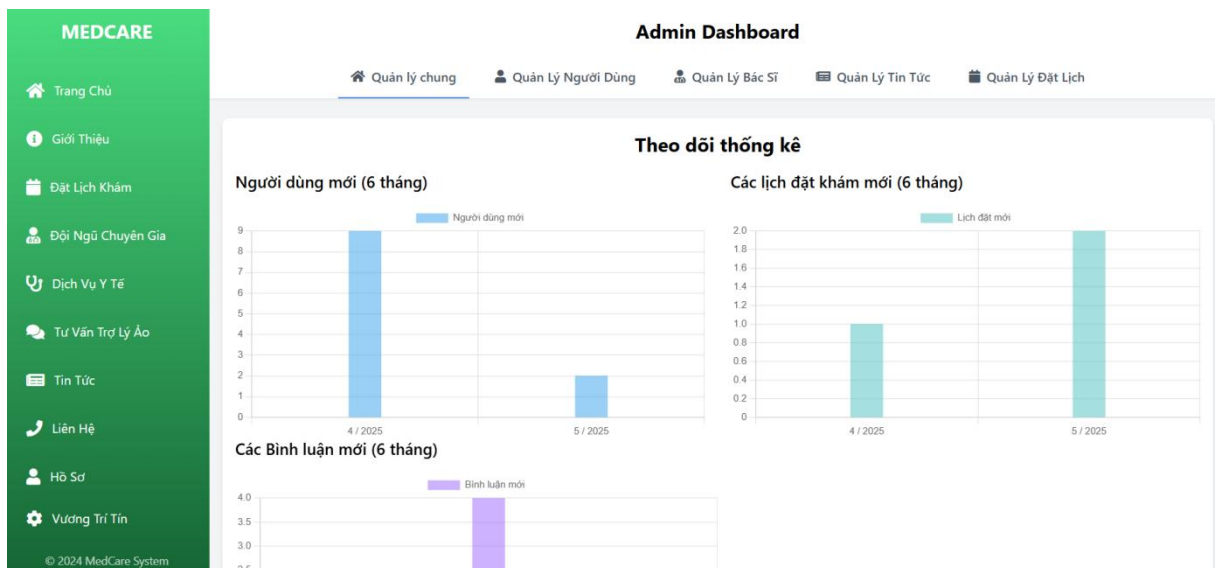 MEDCARE
Trang Chủ
Giới Thiệu
Đặt Lịch Khám
Đội Ngũ Chuyên Gia
Dịch Vụ Y Tế
Tư Vấn Trợ Lý Ảo
Tin Tức
Liên Hệ
Hồ Sơ
Vương Trí Tín
© 2024 MedCare System
Admin Dashboard
Quản lý chung
Quản Lý Người Dùng
Quản Lý Bác Sĩ
Quản Lý Tin Tức
Quản Lý Đặt Lịch
Theo dõi thống kê
Người dùng mới (6 tháng)
Người dùng mới
9
8
7
6
5
4
3
2
1
0
4 / 2025
5 / 2025
Các lịch đặt khám mới (6 tháng)
Lịch đặt mới
2.0
1.8
1.6
1.4
1.2
1.0
0.8
0.6
0.4
0.2
0
4 / 2025
5 / 2025
Các Bình luận mới (6 tháng)
Bình luận mới
4.0
3.5
3.0